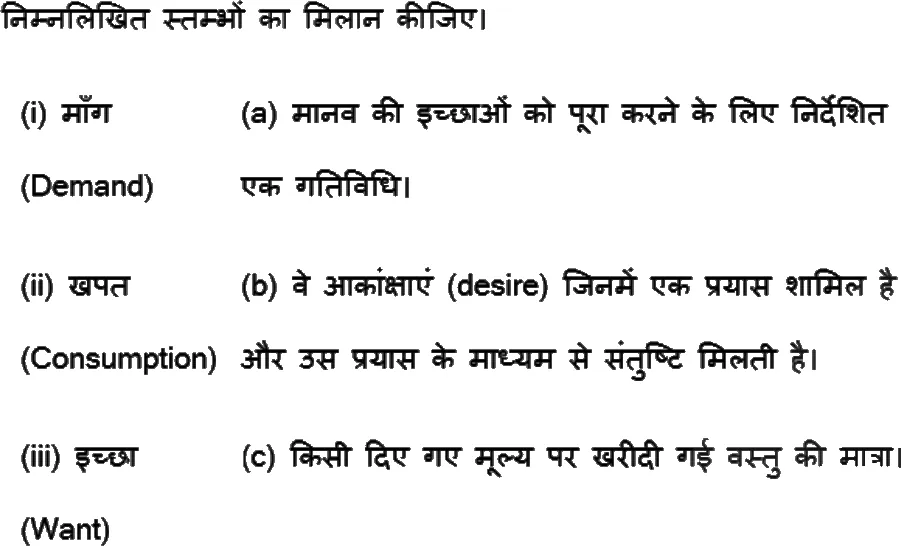 निम्नलिखित स्तम्भों का मिलान कीजिए।
(i) माँग (a) मानव की इच्छाओं को पूरा करने के लिए निर्देशित
(Demand) एक गतिविधि।
(ii) खपत (b) वे आकांक्षाएं (desire) जिनमें एक प्रयास शामिल है
(Consumption) और उस प्रयास के माध्यम से संतुष्टि मिलती है।
(iii) इच्छा (c) किसी दिए गए मूल्य पर खरीदी गई वस्तु की मात्रा।
(Want)